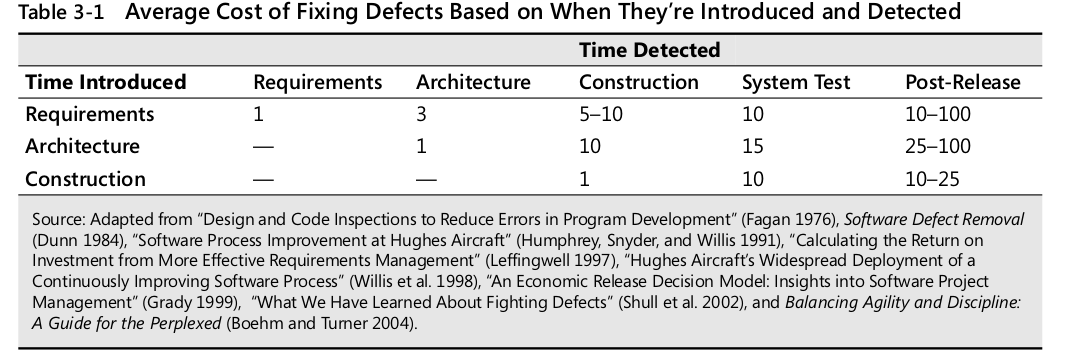 Table 3-1 Average Cost of Fixing Defects Based on When They’re Introduced and Detected
Time Detected
Time Introduced Requirements Architecture Construction System Test Post-Release
Requirements 1 3 5–10 10 10–100
Architecture — 1 10 15 25–100
Construction — — 1 10 10–25
Source: Adapted from “Design and Code Inspections to Reduce Errors in Program Development” (Fagan 1976), Software Defect Removal
(Dunn 1984), “Software Process Improvement at Hughes Aircraft” (Humphrey, Snyder, and Willis 1991), “Calculating the Return on
Investment from More Effective Requirements Management” (Leffingwell 1997), “Hughes Aircraft’s Widespread Deployment of a
Continuously Improving Software Process” (Willis et al. 1998), “An Economic Release Decision Model: Insights into Software Project
Management” (Grady 1999), “What We Have Learned About Fighting Defects” (Shull et al. 2002), and Balancing Agility and Discipline:
A Guide for the Perplexed (Boehm and Turner 2004).